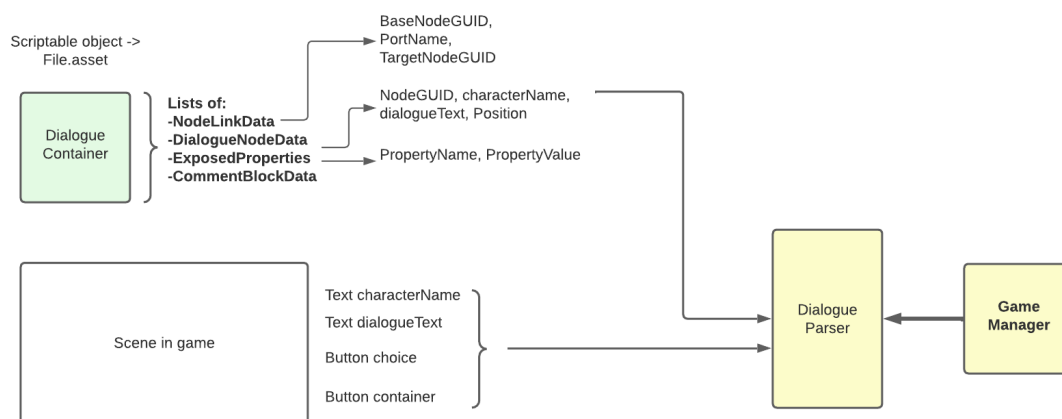 Scriptable object ->
File.asset
Dialogue
Container
Lists of:
-NodeLinkData
-DialogueNodeData
-ExposedProperties
-CommentBlockData
BaseNodeGUID,
PortName,
TargetNodeGUID
NodeGUID, characterName,
dialogueText, Position
PropertyName, PropertyValue
Scene in game
Text characterName
Text dialogueText
Button choice
Button container
Dialogue
Parser
Game
Manager